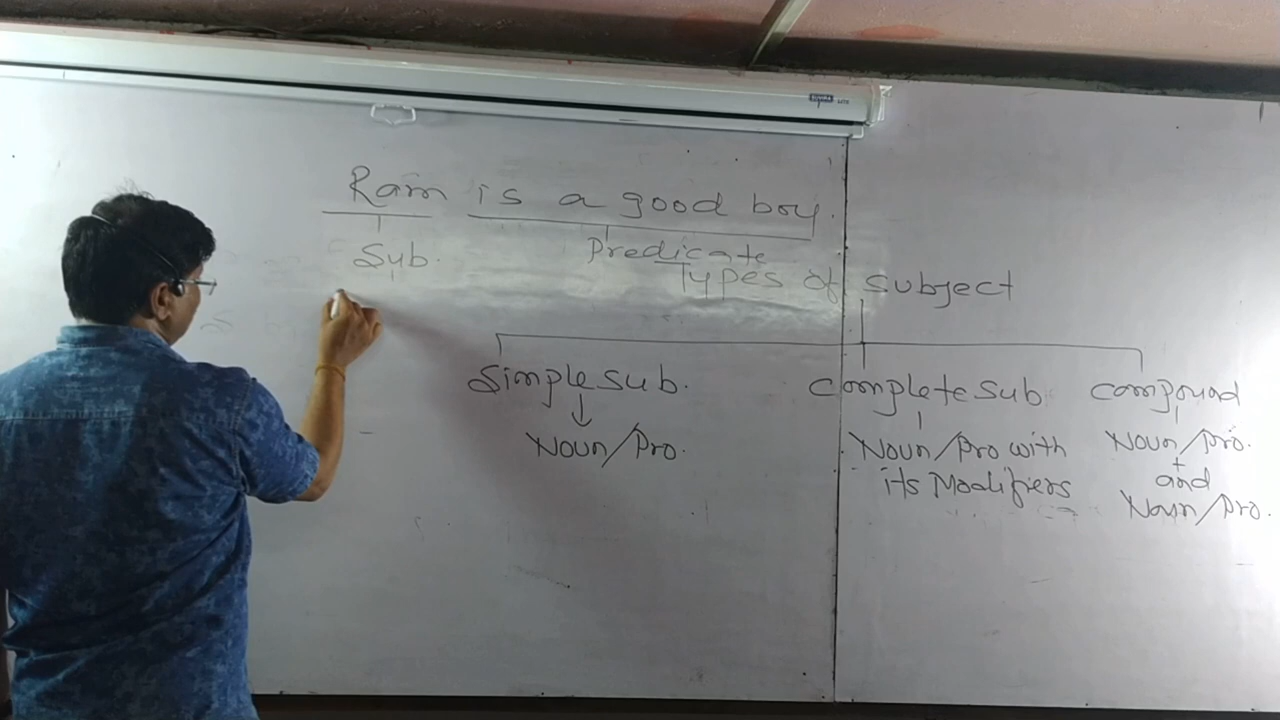 Ram is a good boy.
Sub.
Predicate
Types of subject
Simple Sub.
Noun/Pro.
Complete Sub
Noun/Pro with
its Modifiers
Compound
Noun/Pro.
+
and
Noun/Pro.